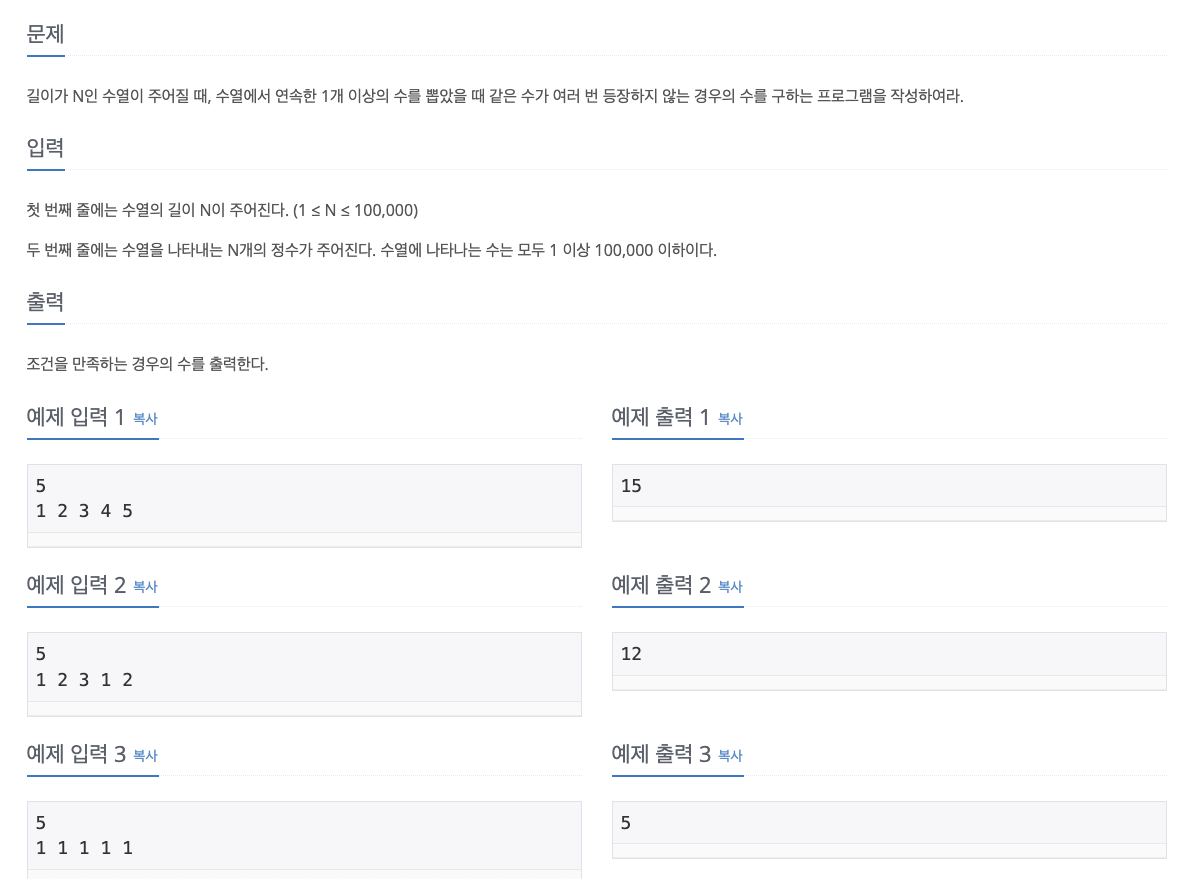 문제
길이가 N인 수열이 주어질 때, 수열에서 연속한 1개 이상의 수를 뽑았을 때 같은 수가 여러 번 등장하지 않는 경우의 수를 구하는 프로그램을 작성하여라.
입력
첫 번째 줄에는 수열의 길이 N이 주어진다. (1 ≤ N ≤ 100,000)
두 번째 줄에는 수열을 나타내는 N개의 정수가 주어진다. 수열에 나타나는 수는 모두 1 이상 100,000 이하이다.
출력
조건을 만족하는 경우의 수를 출력한다.
예제 입력 1 복사
5
1 2 3 4 5
예제 출력 1 복사
15
예제 입력 2 복사
5
1 2 3 1 2
예제 출력 2 복사
12
예제 입력 3 복사
5
1 1 1 1 1
예제 출력 3 복사
5